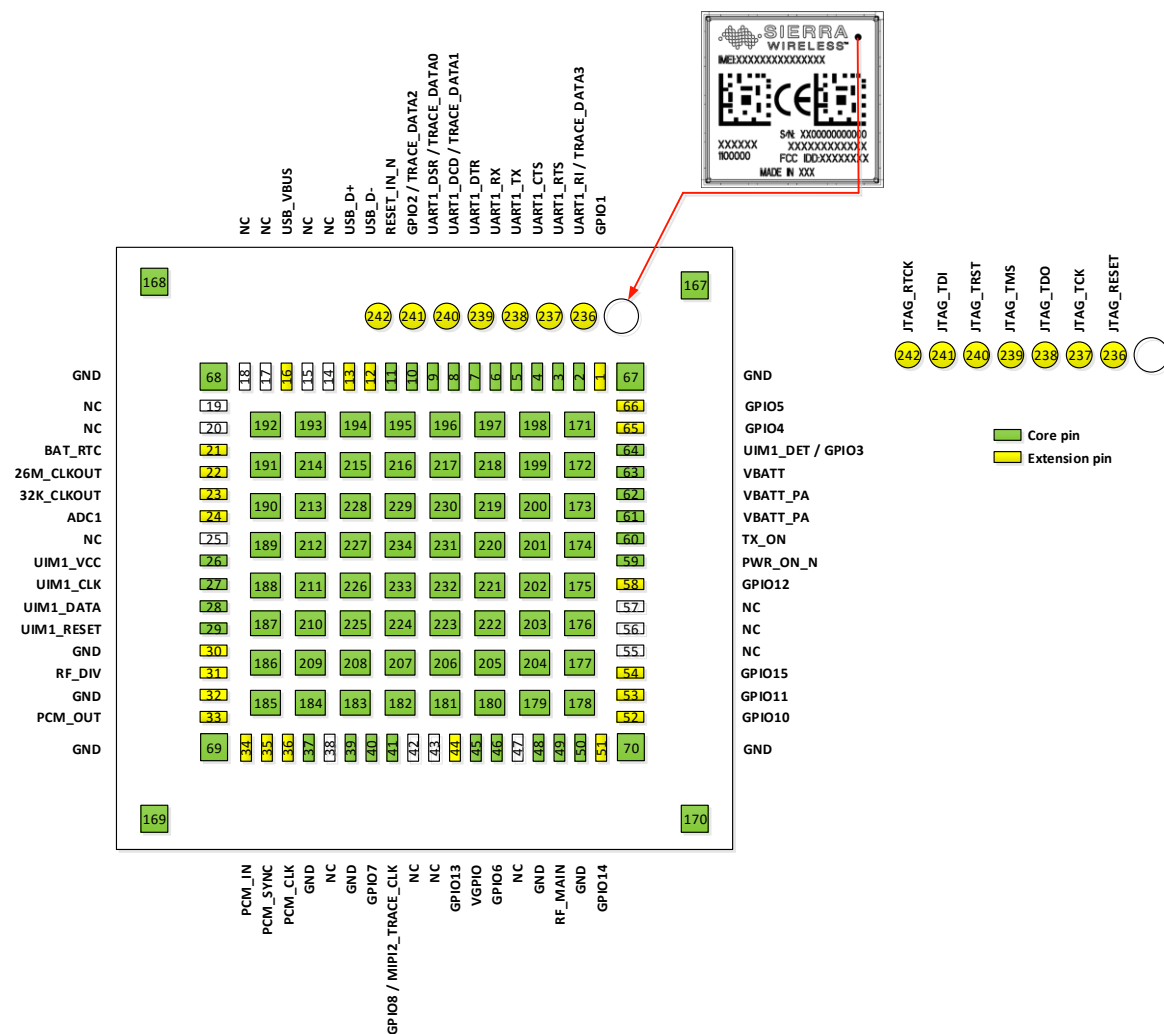 SIERRA
WIRELESS™
IMEI:XXXXXXXXXXXXXXX
CE
S/N: XX00000000000
XXXXXX XXXXXXXXXXXXX
1100000 FCC IDD:XXXXXXXX
MADE IN XXX
NC
NC
USB_VBUS
NC
NC
USB_D+
USB_D-
RESET_IN_N
GPIO2 / TRACE_DATA2
UART1_DSR / TRACE_DATA0
UART1_DCD / TRACE_DATA1
UART1_DTR
UART1_RX
UART1_TX
UART1_CTS
UART1_RTS
UART1_RI / TRACE_DATA3
GPIO1
168 167
242 241 240 239 238 237 236
JTAG_RTCK
JTAG_TDI
JTAG_TRST
JTAG_TMS
JTAG_TDO
JTAG_TCK
JTAG_RESET
242 241 240 239 238 237 236
GND 68 18 17 16 15 14 13 12 11 10 9 8 7 6 5 4 3 2 1 67 GND
NC 19 66 GPIO5
192 193 194 195 196 197 198 171
NC 20 65 GPIO4
BAT_RTC 21 64 UIM1_DET / GPIO3
191 214 215 216 217 218 199 172
26M_CLKOUT 22 63 VBATT
32K_CLKOUT 23 62 VBATT_PA
190 213 228 229 230 219 200 173
ADC1 24 61 VBATT_PA
NC 25 60 TX_ON
189 212 227 234 231 220 201 174
UIM1_VCC 26 59 PWR_ON_N
UIM1_CLK 27 58 GPIO12
188 211 226 233 232 221 202 175
UIM1_DATA 28 57 NC
UIM1_RESET 29 56 NC
187 210 225 224 223 222 203 176
GND 30 55 NC
RF_DIV 31 54 GPIO15
186 209 208 207 206 205 204 177
GND 32 53 GPIO11
185 184 183 182 181 180 179 178
PCM_OUT 33 52 GPIO10
GND 69 34 35 36 37 38 39 40 41 42 43 44 45 46 47 48 49 50 51 70 GND
169 170
PCM_IN
PCM_SYNC
PCM_CLK
GND
NC
GND
GPIO7
GPIO8 / MIPI2_TRACE_CLK
NC
NC
GPIO13
VGPIO
GPIO6
NC
GND
RF_MAIN
GND
GPIO14
Core pin
Extension pin